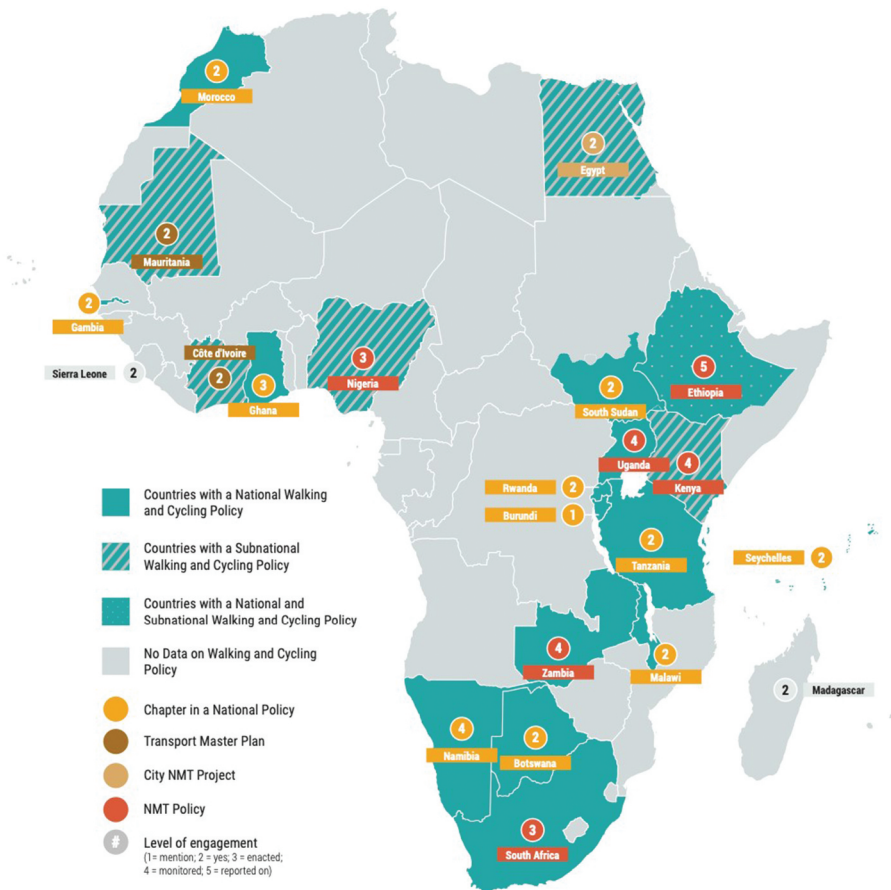 2
Morocco
2
Egypt
2
Mauritania
2
Gambia
Côte d'Ivoire
2
Sierra Leone 2
3
Ghana
3
Nigeria
5
Ethiopia
2
South Sudan
4
Uganda
4
Kenya
Rwanda 2
Burundi 1
2
Tanzania
Seychelles 2
4
Zambia
2
Malawi
2 Madagascar
4
Namibia
2
Botswana
3
South Africa
Countries with a National Walking
and Cycling Policy
Countries with a Subnational
Walking and Cycling Policy
Countries with a National and
Subnational Walking and Cycling Policy
No Data on Walking and Cycling
Policy
Chapter in a National Policy
Transport Master Plan
City NMT Project
NMT Policy
# Level of engagement
(1= mention; 2 = yes; 3 = enacted;
4 = monitored; 5 = reported on)